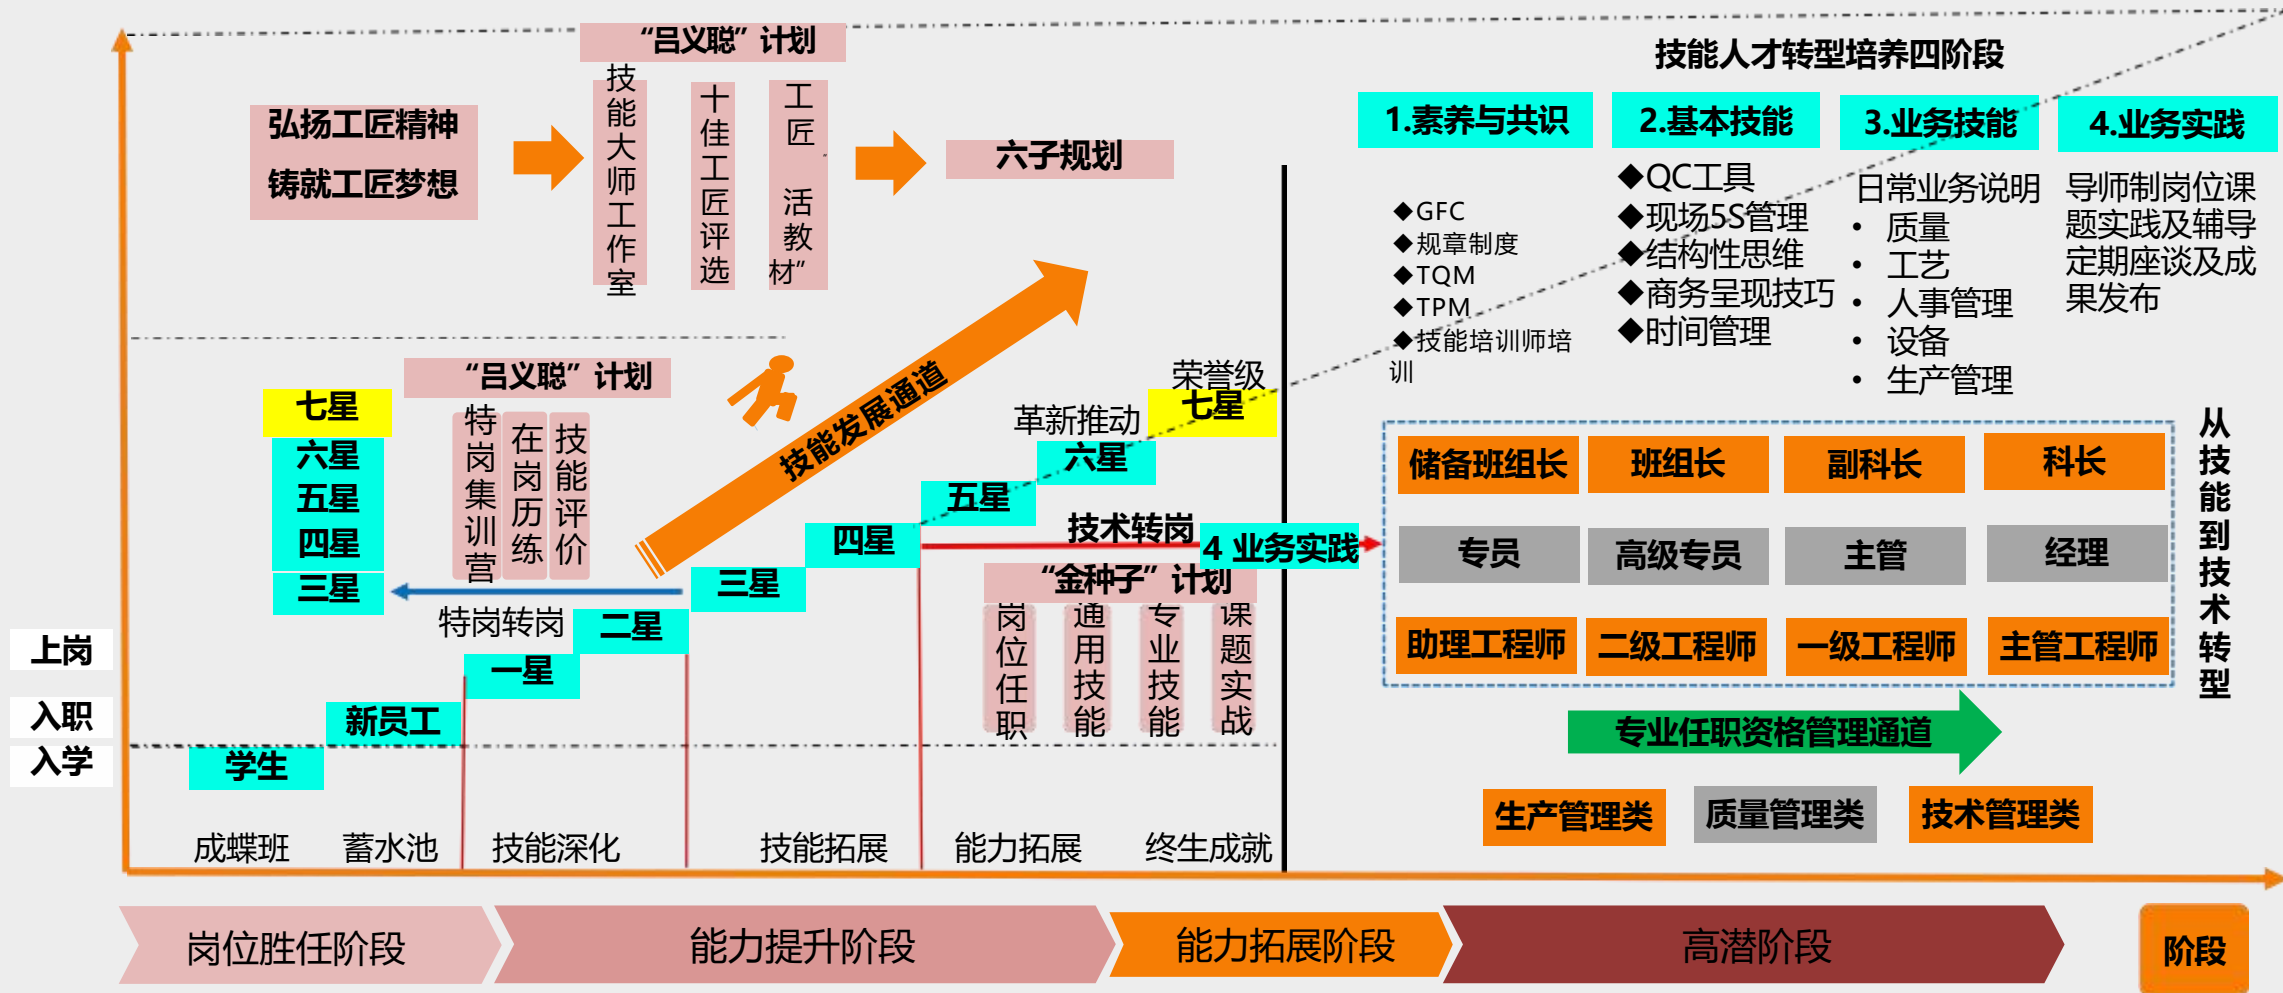 “吕义聪”计划
弘扬工匠精神
铸就工匠梦想
技能大师工作室
十佳工匠评选
工匠
活教材”
六子规划
“吕义聪”计划
特岗集训营
在岗历练
技能评价
七星
六星
五星
四星
三星
特岗转岗
技能发展通道
荣誉级
七星
革新推动
六星
五星
四星
三星
二星
一星
新员工
学生
上岗
入职
入学
技术转岗
4 业务实践
“金种子”计划
岗位任职
通用技能
专业技能
课题实战
成蝶班
蓄水池
技能深化
技能拓展
能力拓展
终生成就
技能人才转型培养四阶段
1.素养与共识
◆GFC
◆规章制度
◆TQM
◆TPM
◆技能培训师培
训
2.基本技能
◆QC工具
◆现场5S管理
◆结构性思维
◆商务呈现技巧
◆时间管理
3.业务技能
日常业务说明
• 质量
• 工艺
• 人事管理
• 设备
• 生产管理
4.业务实践
导师制岗位课
题实践及辅导
定期座谈及成
果发布
储备班组长 班组长 副科长 科长
专员 高级专员 主管 经理
助理工程师 二级工程师 一级工程师 主管工程师
从技能到技术转型
专业任职资格管理通道
生产管理类 质量管理类 技术管理类
岗位胜任阶段 能力提升阶段 能力拓展阶段 高潜阶段
阶段